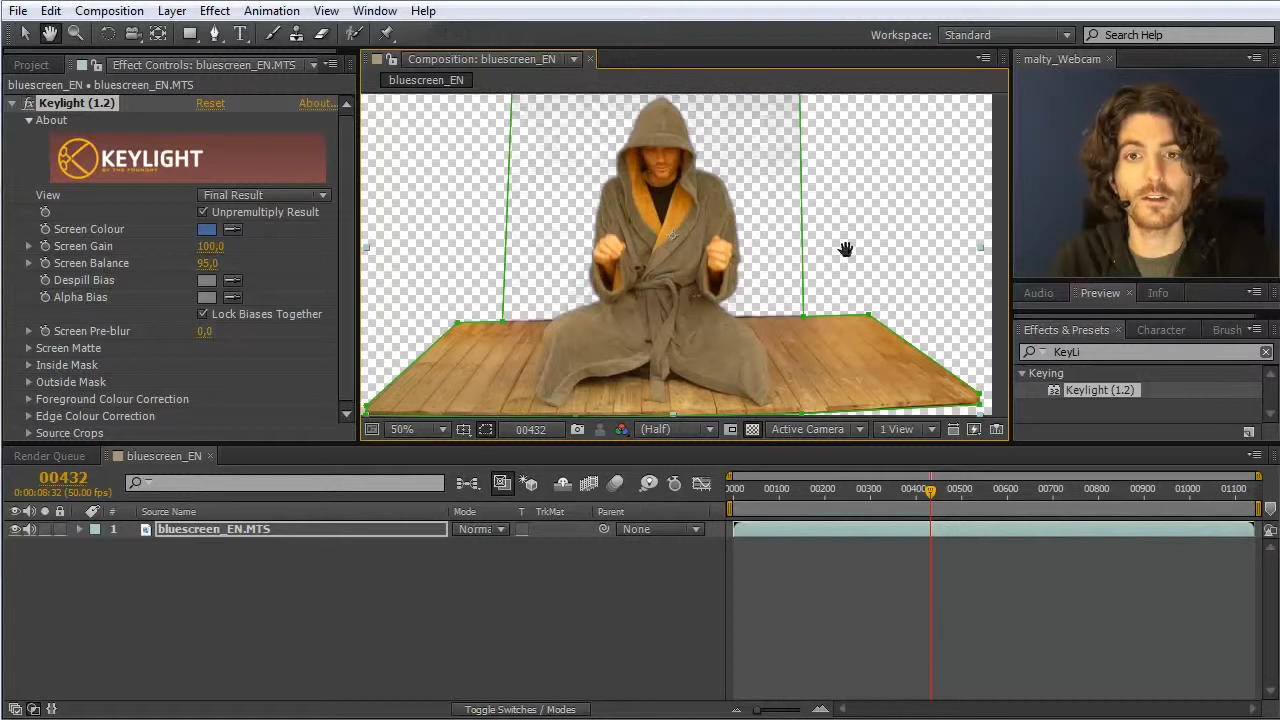 File Edit Composition Layer Effect Animation View Window Help
T Workspace: Standard Search Help
Project Effect Controls: bluescreen_EN.MTS
bluescreen_EN • bluescreen_EN.MTS
fx Keylight (1.2) Reset About...
About
KEYLIGHT
BY THE FOUNDRY
View Final Result
Unpremultiply Result
Screen Colour
Screen Gain 100,0
Screen Balance 95,0
Despill Bias
Alpha Bias
Lock Biases Together
Screen Pre-blur 0,0
Screen Matte
Inside Mask
Outside Mask
Foreground Colour Correction
Edge Colour Correction
Source Crops
Composition: bluescreen_EN
bluescreen_EN
50% 00432 (Half) Active Camera 1 View
malty_Webcam
Audio Preview Info
Effects & Presets Character Brush
KeyLi
Keying
32 Keylight (1.2)
Render Queue bluescreen_EN
00432
0:00:08:32 (50.00 fps)
# Source Name Mode T TrkMat Parent
1 bluescreen_EN.MTS Norma None
0000 00100 00200 00300 00400 00500 00600 00700 00800 00900 01000 01100
Toggle Switches / Modes